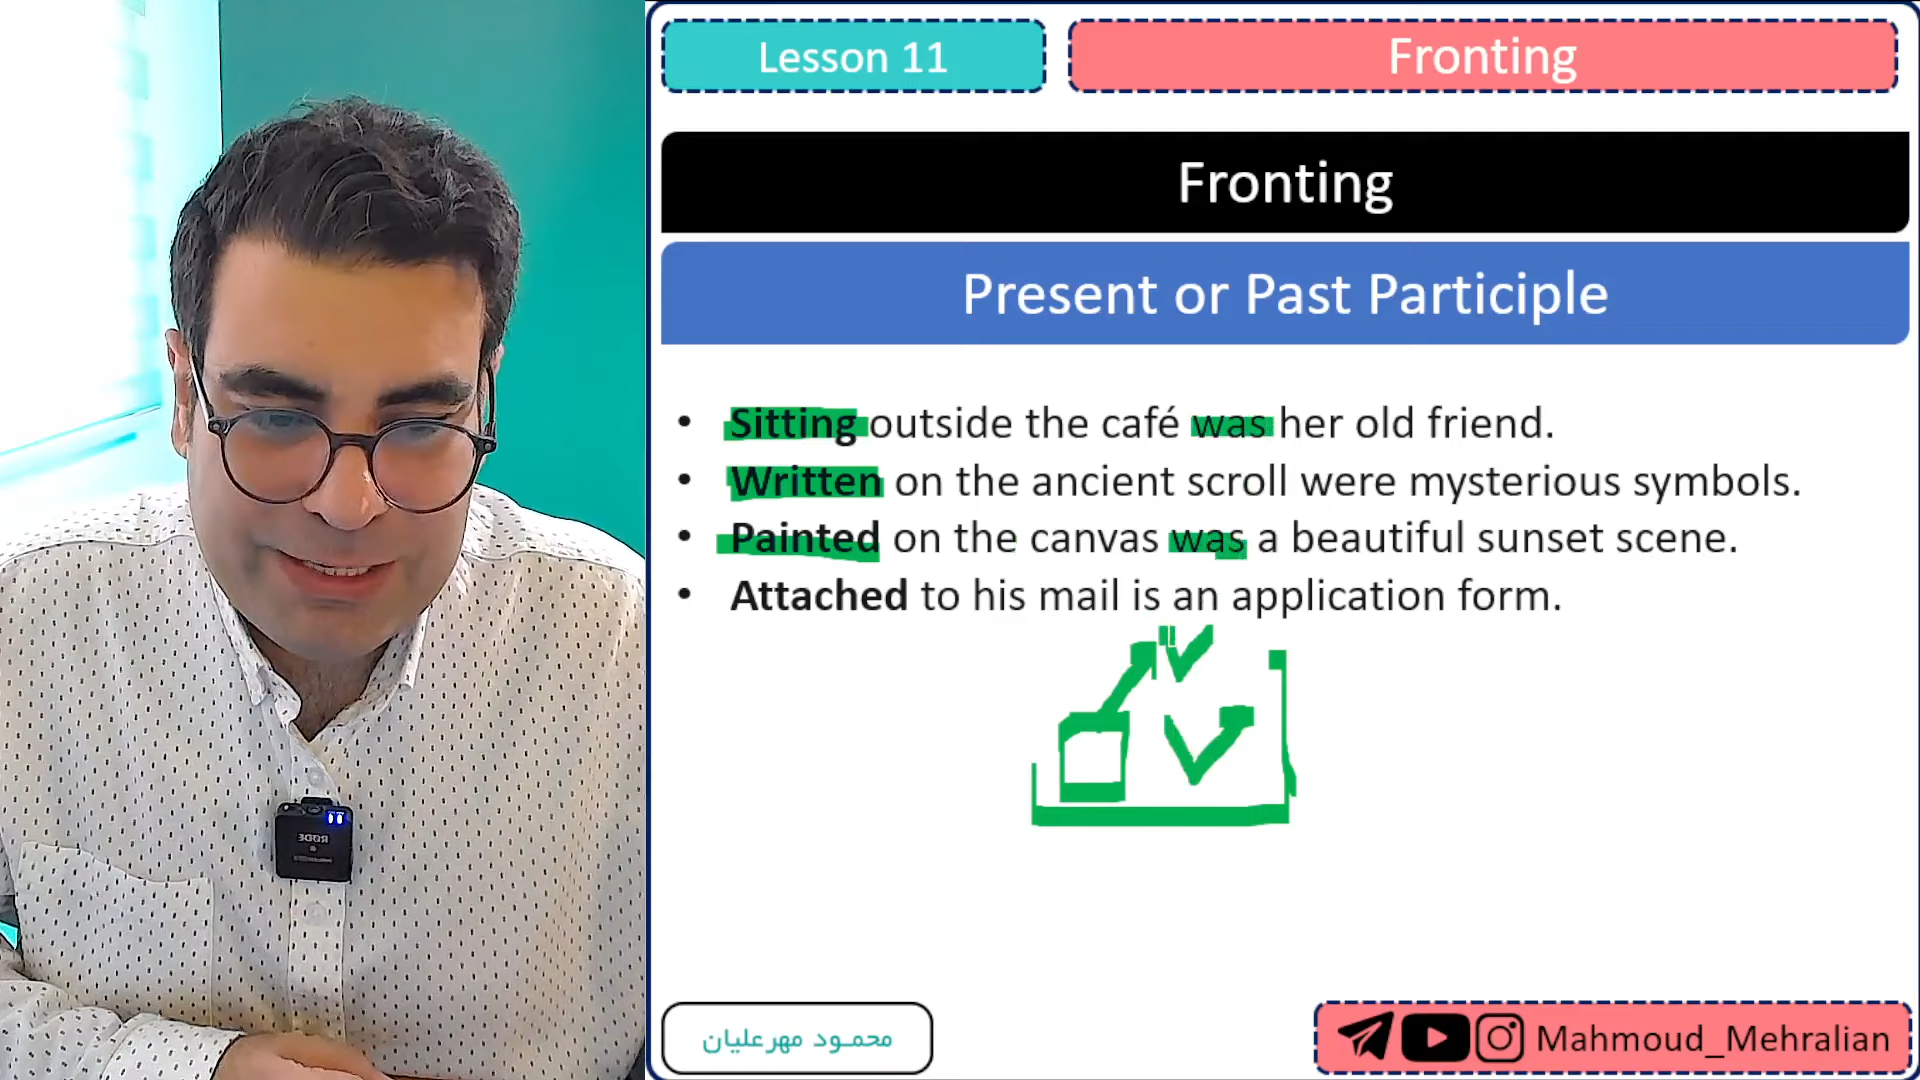 Lesson 11
Fronting
Fronting
Present or Past Participle
• Sitting outside the café was her old friend.
• Written on the ancient scroll were mysterious symbols.
• Painted on the canvas was a beautiful sunset scene.
• Attached to his mail is an application form.
RØDE
محمـود مهرعلیان
Mahmoud_Mehralian